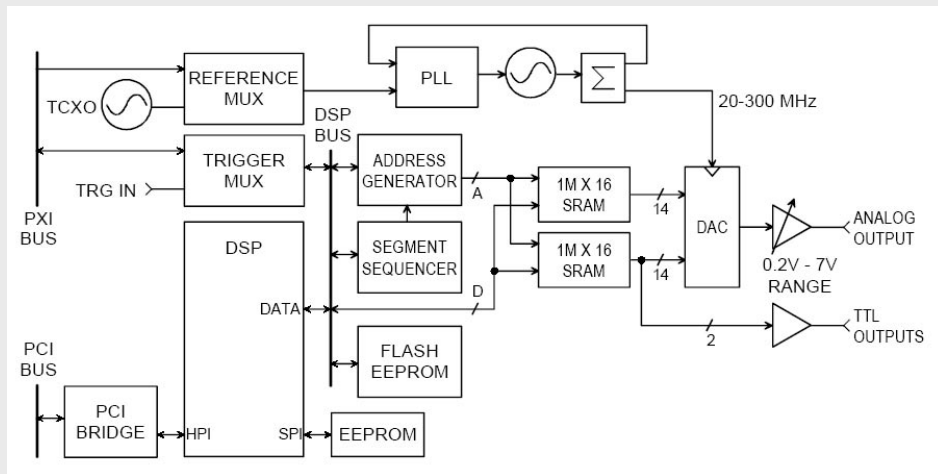 REFERENCE
MUX
PLL
Σ
TCXO
20-300 MHz
DSP
BUS
TRIGGER
MUX
ADDRESS
GENERATOR
TRG IN
A
1M X 16
SRAM
14
PXI
BUS
DSP
SEGMENT
SEQUENCER
1M X 16
SRAM
14
DAC
ANALOG
OUTPUT
0.2V - 7V
RANGE
DATA
D
2
TTL
OUTPUTS
PCI
BUS
FLASH
EEPROM
PCI
BRIDGE
HPI
SPI
EEPROM